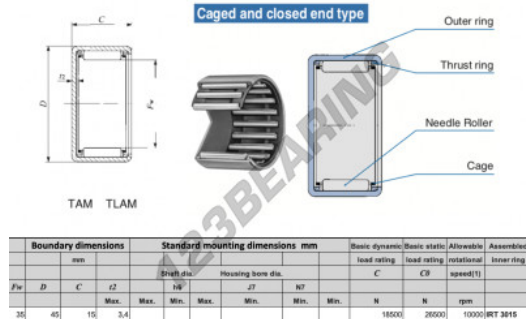 Caged and closed end type
C
t2
D
Fw
TAM TLAM
Outer ring
Thrust ring
Needle Roller
Cage
123BEARING
Boundary dimensions Standard mounting dimensions mm Basic dynamic Basic static Allowable Assembled
mm load rating load rating rotational inner ring
Shaft dia. Housing bore dia. C C0 speed(1)
Fw D C t2 h6 J7 N7
Max. Max. Min. Max. Min. Max. Min. N N rpm
35 45 15 3,4 18500 26500 10000 IRT 3015